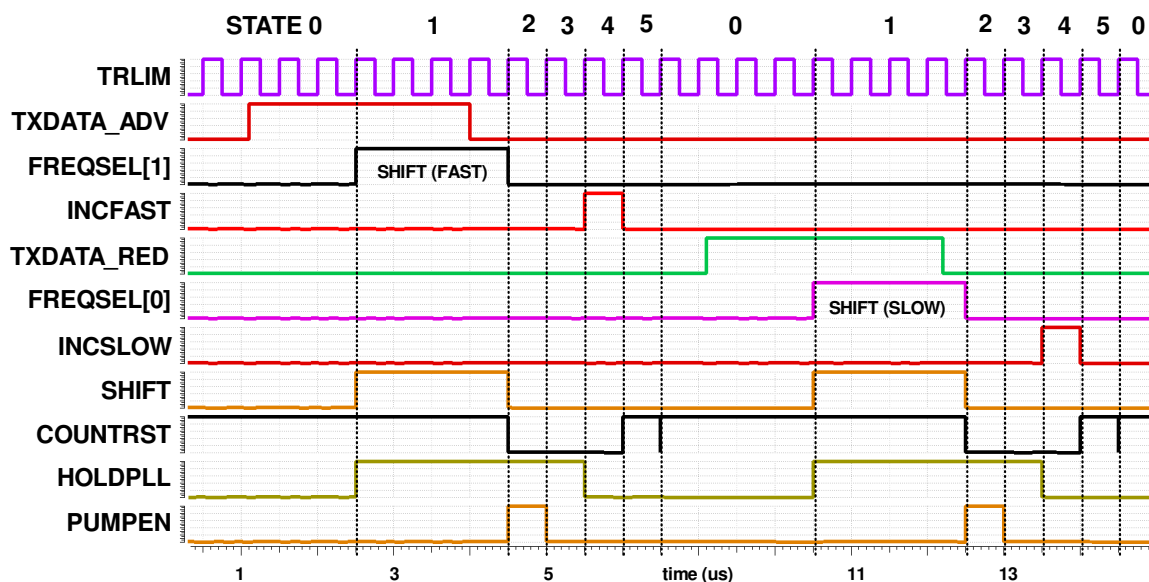 STATE 0 1 2 3 4 5 0 1 2 3 4 5 0
TRLIM
TXDATA_ADV
FREQSEL[1]
SHIFT (FAST)
INCFAST
TXDATA_RED
FREQSEL[0]
SHIFT (SLOW)
INCSLOW
SHIFT
COUNTRST
HOLDPLL
PUMPEN
1 3 5 time (us) 11 13